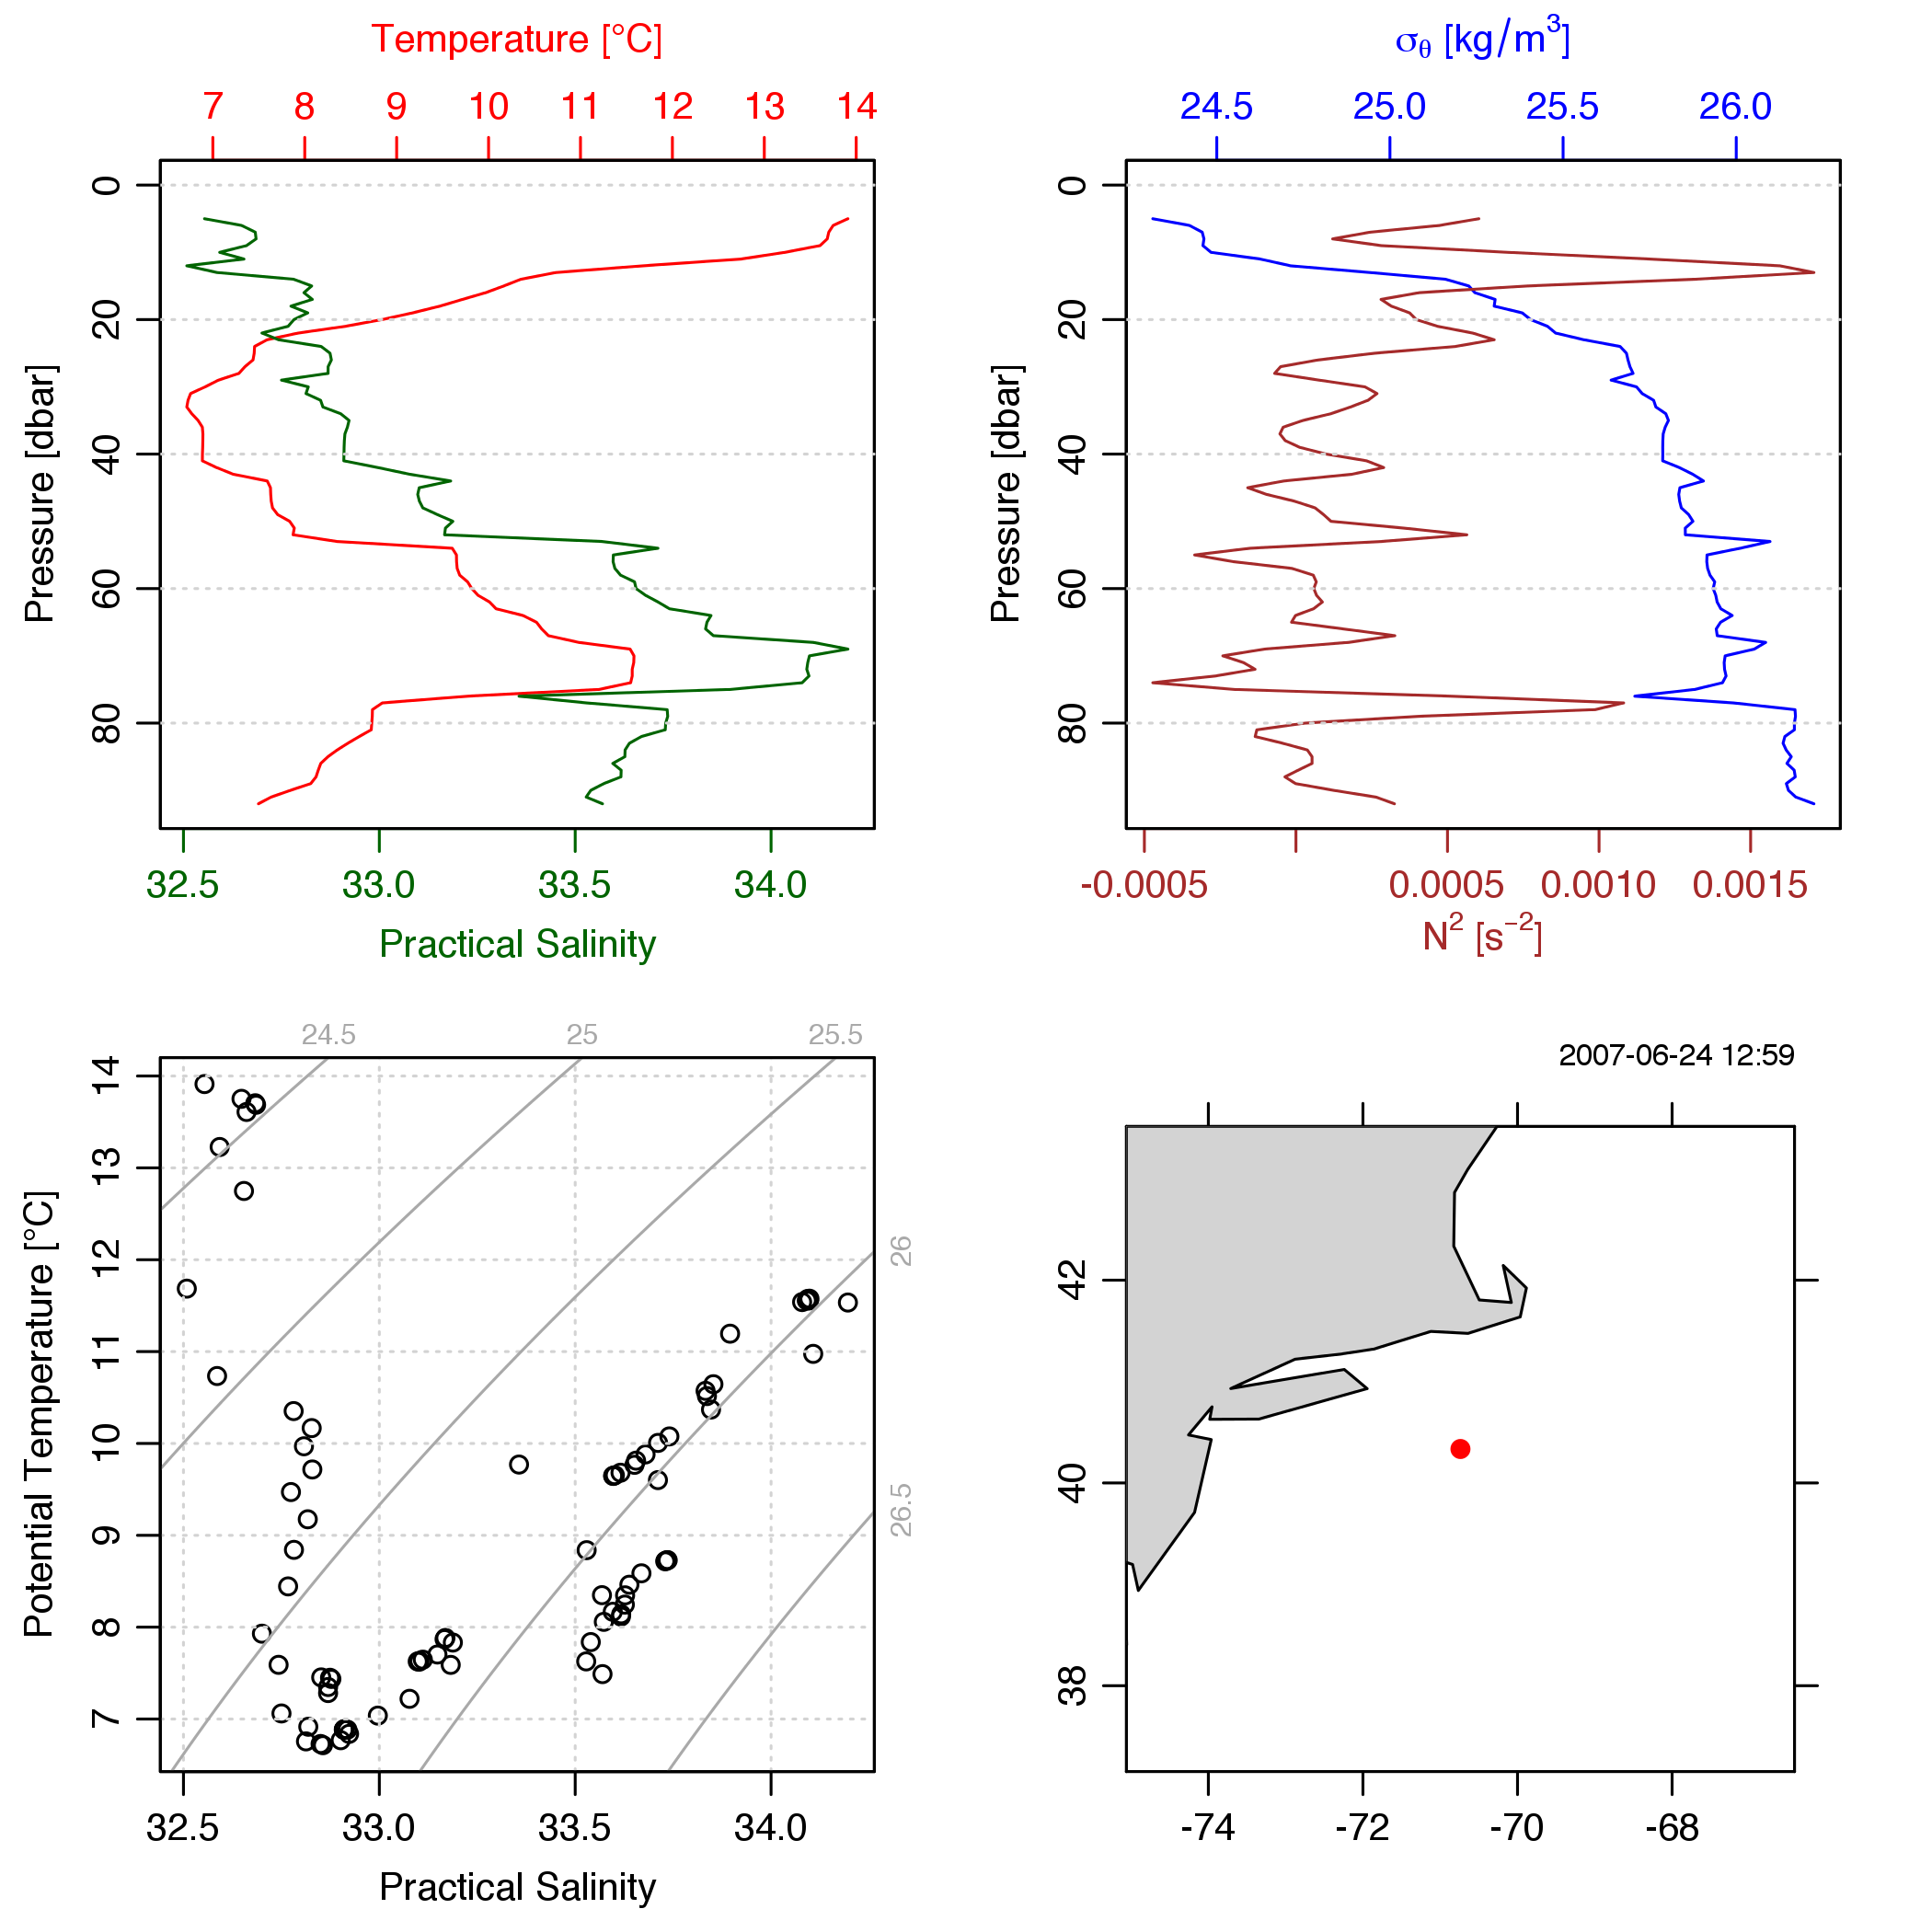 Temperature [°C]
7 8 9 10 11 12 13 14
0
20
40
60
80
Pressure [dbar]
32.5 33.0 33.5 34.0
Practical Salinity
σθ [kg/m³]
24.5 25.0 25.5 26.0
0
20
40
60
80
Pressure [dbar]
-0.0005 0.0005 0.0010 0.0015
N² [s⁻²]
24.5 25 25.5
26
26.5
14
13
12
11
10
9
8
7
Potential Temperature [°C]
32.5 33.0 33.5 34.0
Practical Salinity
2007-06-24 12:59
42
40
38
-74 -72 -70 -68